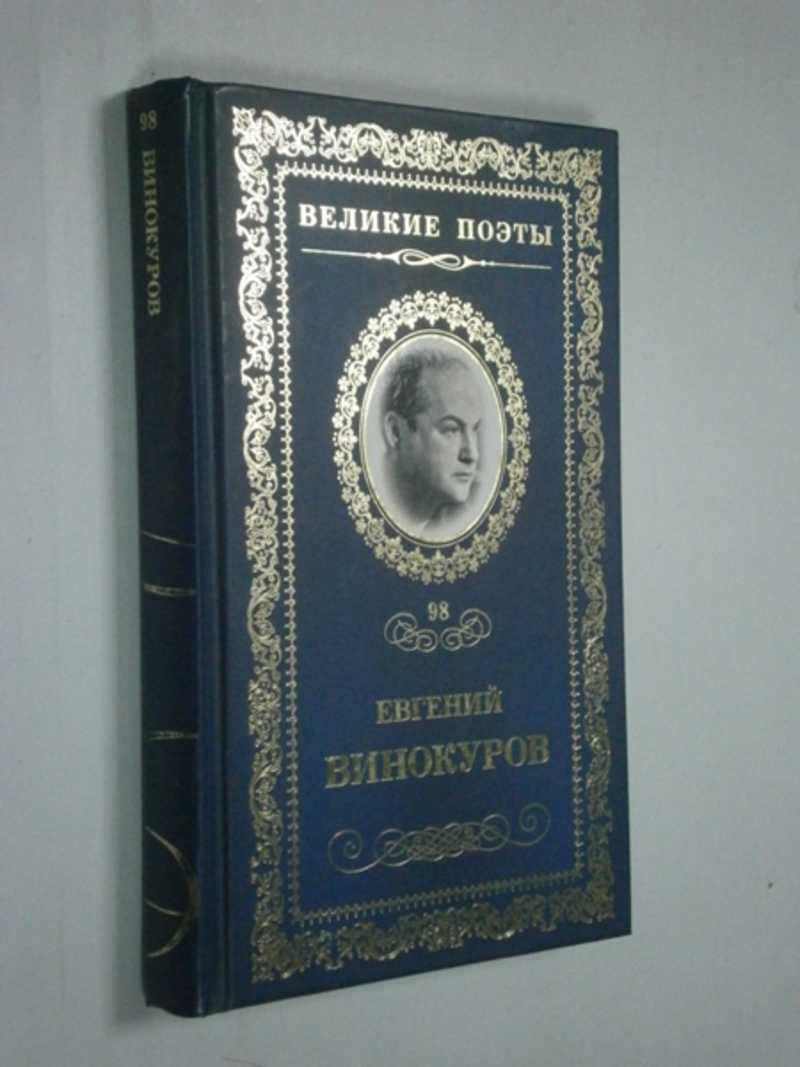 98 ВИНОКУРОВ
ВЕЛИКИЕ ПОЭТЫ
98
ЕВГЕНИЙ
ВИНОКУРОВ